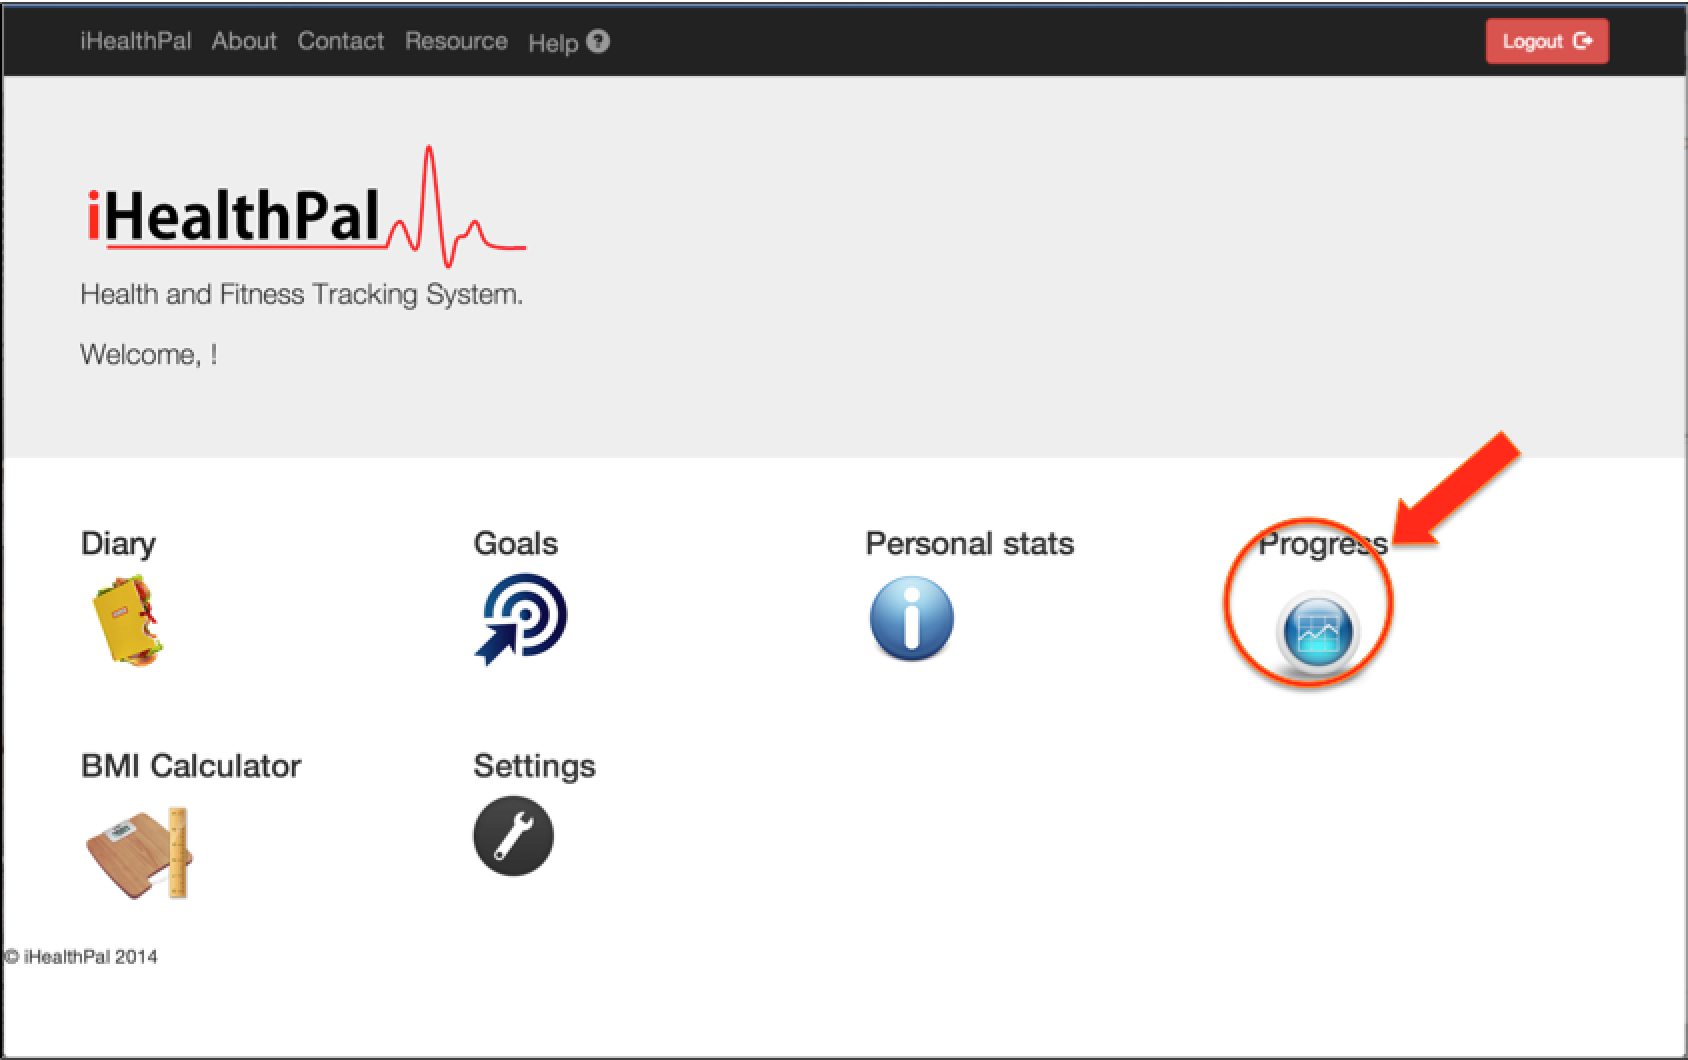 iHealthPal About Contact Resource Help ? Logout
iHealthPal
Health and Fitness Tracking System.
Welcome, !
Diary Goals Personal stats Progress
BMI Calculator Settings
© iHealthPal 2014